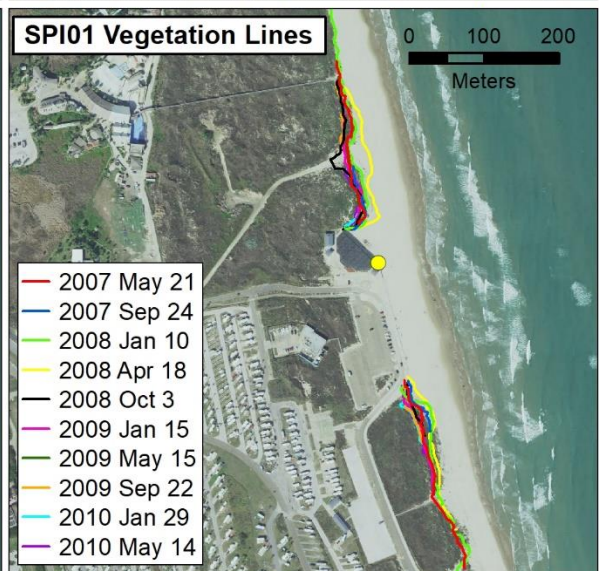 SPI01 Vegetation Lines
0 100 200
Meters
2007 May 21
2007 Sep 24
2008 Jan 10
2008 Apr 18
2008 Oct 3
2009 Jan 15
2009 May 15
2009 Sep 22
2010 Jan 29
2010 May 14